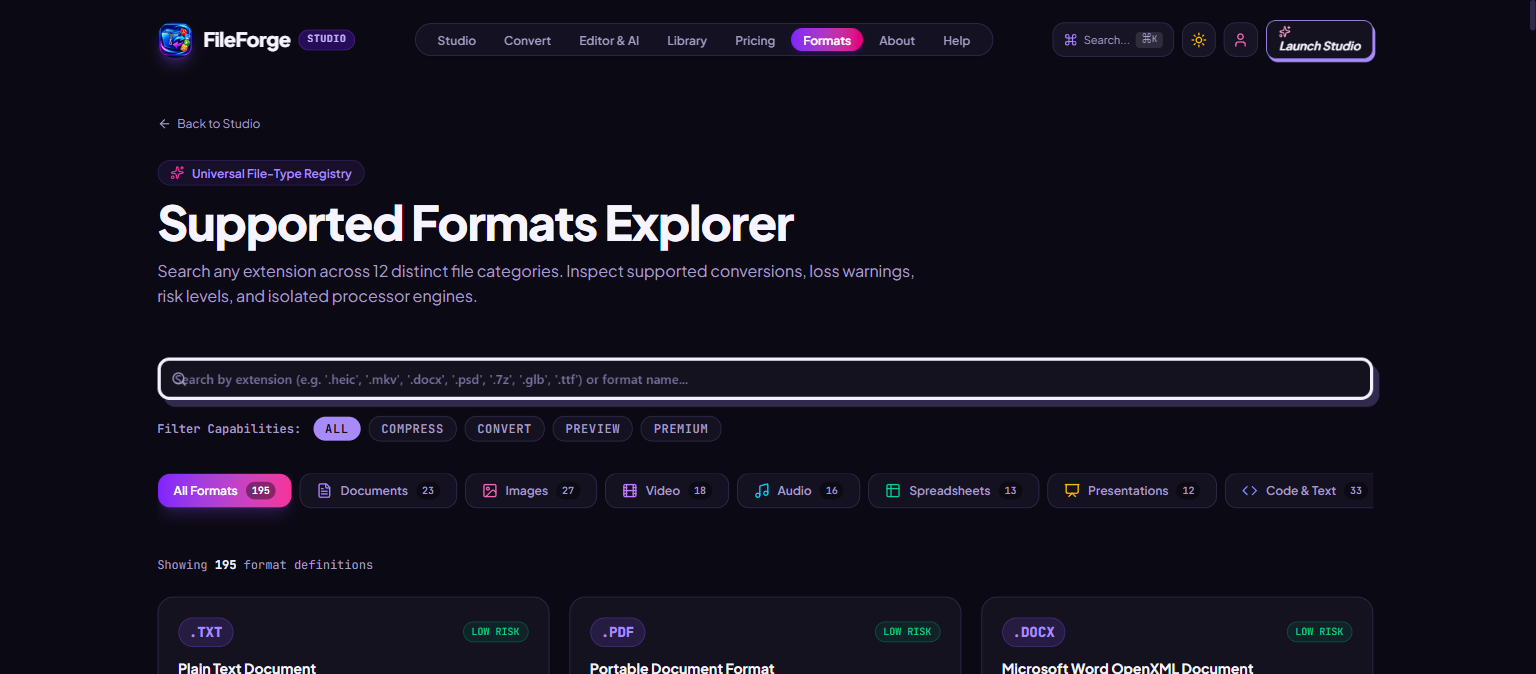 FileForge STUDIO
Studio Convert Editor & AI Library Pricing Formats About Help
Search... ⌘K
Launch Studio
← Back to Studio
Universal File-Type Registry
Supported Formats Explorer
Search any extension across 12 distinct file categories. Inspect supported conversions, loss warnings,
risk levels, and isolated processor engines.
Search by extension (e.g. '.heic', '.mkv', '.docx', '.psd', '.7z', '.glb', '.ttf') or format name...
Filter Capabilities: ALL COMPRESS CONVERT PREVIEW PREMIUM
All Formats 195 Documents 23 Images 27 Video 18 Audio 16 Spreadsheets 13 Presentations 12 Code & Text 33
Showing 195 format definitions
.TXT LOW RISK
Plain Text Document
.PDF LOW RISK
Portable Document Format
.DOCX LOW RISK
Microsoft Word OpenXML Document